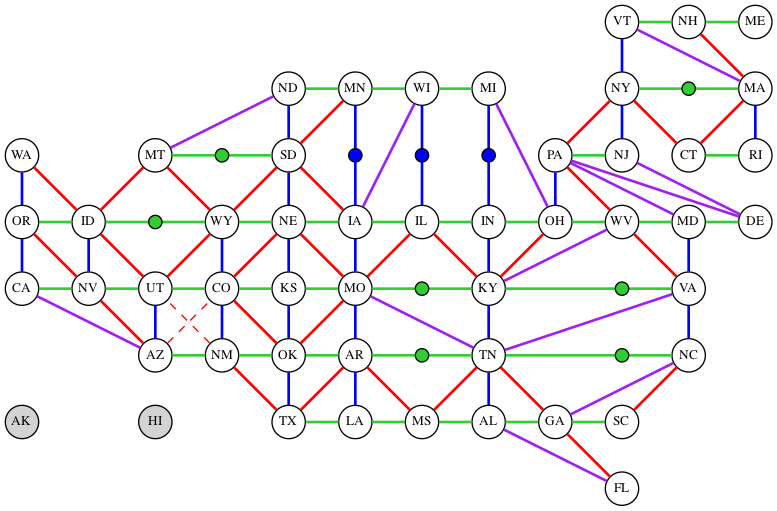 VT NH ME
ND MN WI MI NY MA
WA MT SD PA NJ CT RI
OR ID WY NE IA IL IN OH WV MD DE
CA NV UT CO KS MO KY VA
AZ NM OK AR TN NC
AK HI TX LA MS AL GA SC
FL